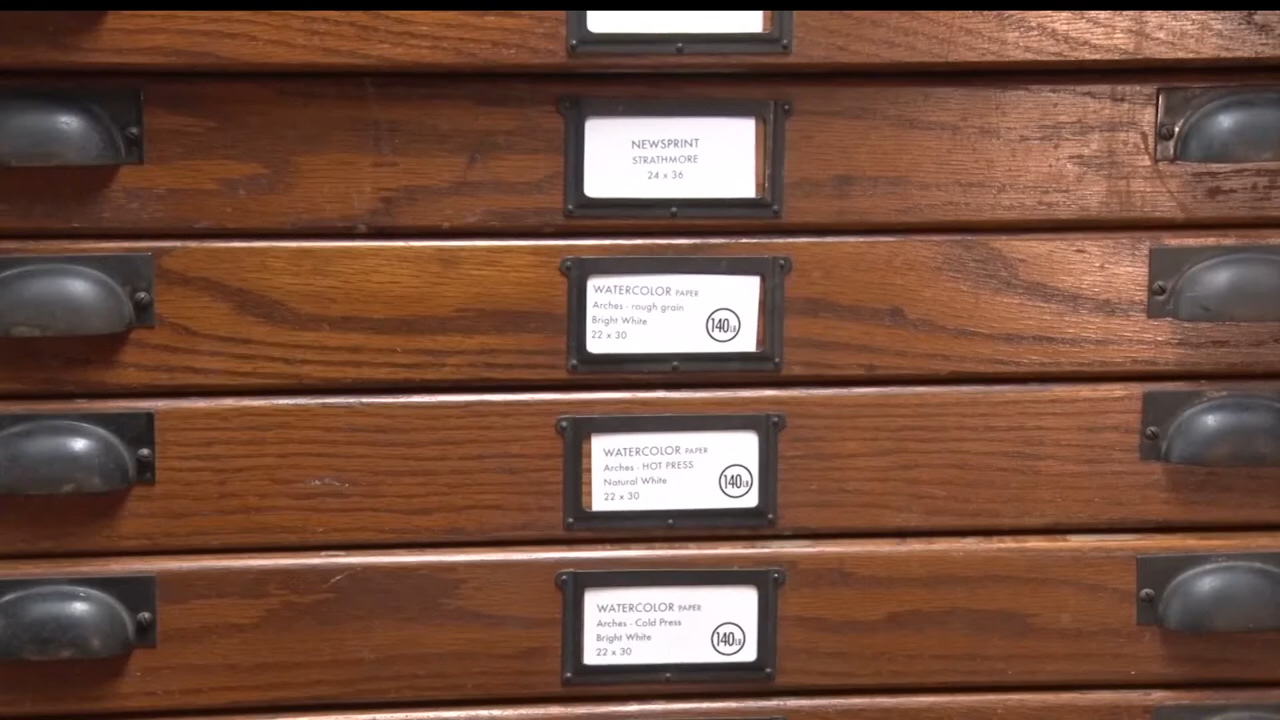 NEWSPRINT
STRATHMORE
24 x 36
WATERCOLOR PAPER
Arches - rough grain
Bright White
22 x 30
140LB
WATERCOLOR PAPER
Arches - HOT PRESS
Natural White
22 x 30
140LB
WATERCOLOR PAPER
Arches - Cold Press
Bright White
22 x 30
140LB